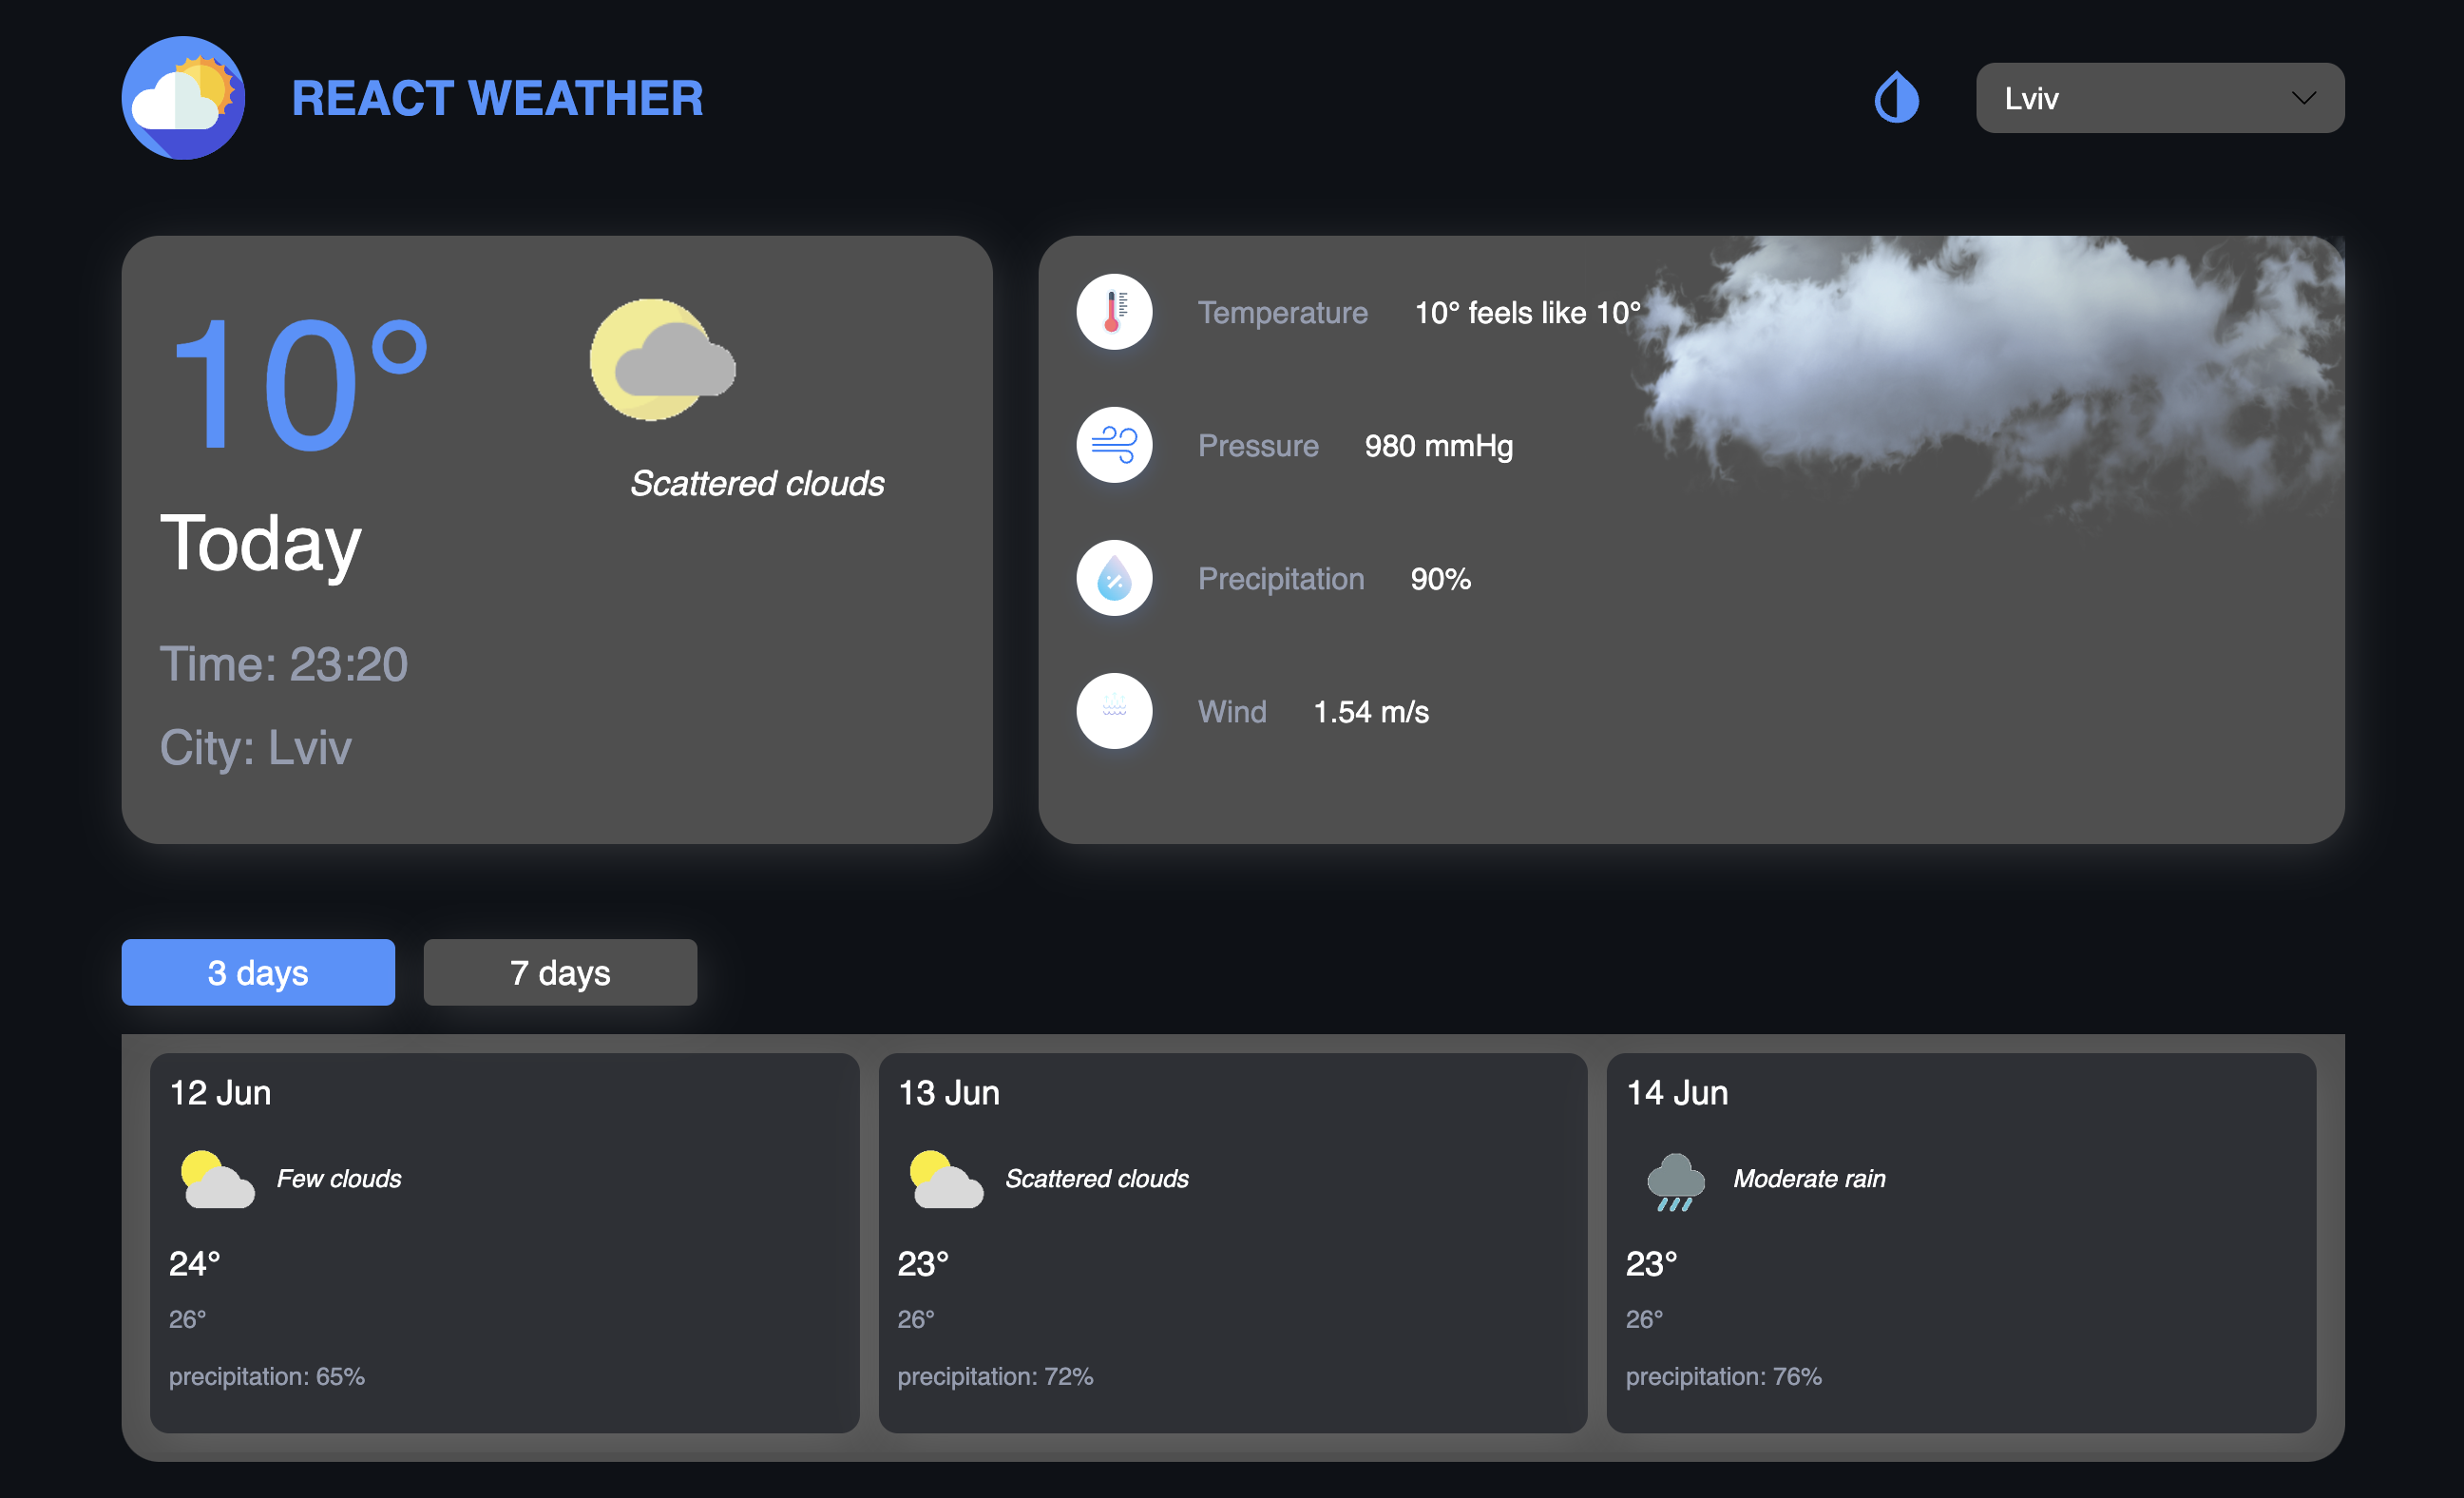 REACT WEATHER
Lviv
10°
Scattered clouds
Today
Time: 23:20
City: Lviv
Temperature 10° feels like 10°
Pressure 980 mmHg
Precipitation 90%
Wind 1.54 m/s
3 days
7 days
12 Jun
Few clouds
24°
26°
precipitation: 65%
13 Jun
Scattered clouds
23°
26°
precipitation: 72%
14 Jun
Moderate rain
23°
26°
precipitation: 76%